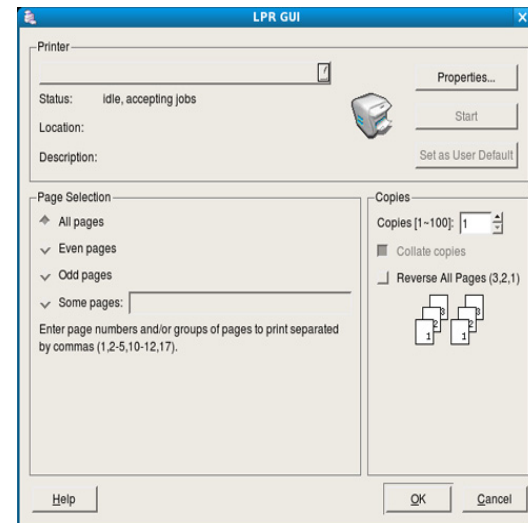 LPR GUI
Printer
Properties...
Status: idle, accepting jobs
Start
Location:
Set as User Default
Description:
Page Selection
All pages
Even pages
Odd pages
Some pages:
Enter page numbers and/or groups of pages to print separated
by commas (1,2-5,10-12,17).
Copies
Copies [1~100]: 1
Collate copies
Reverse All Pages (3,2,1)
3 3
2 2
1 1
Help
OK
Cancel